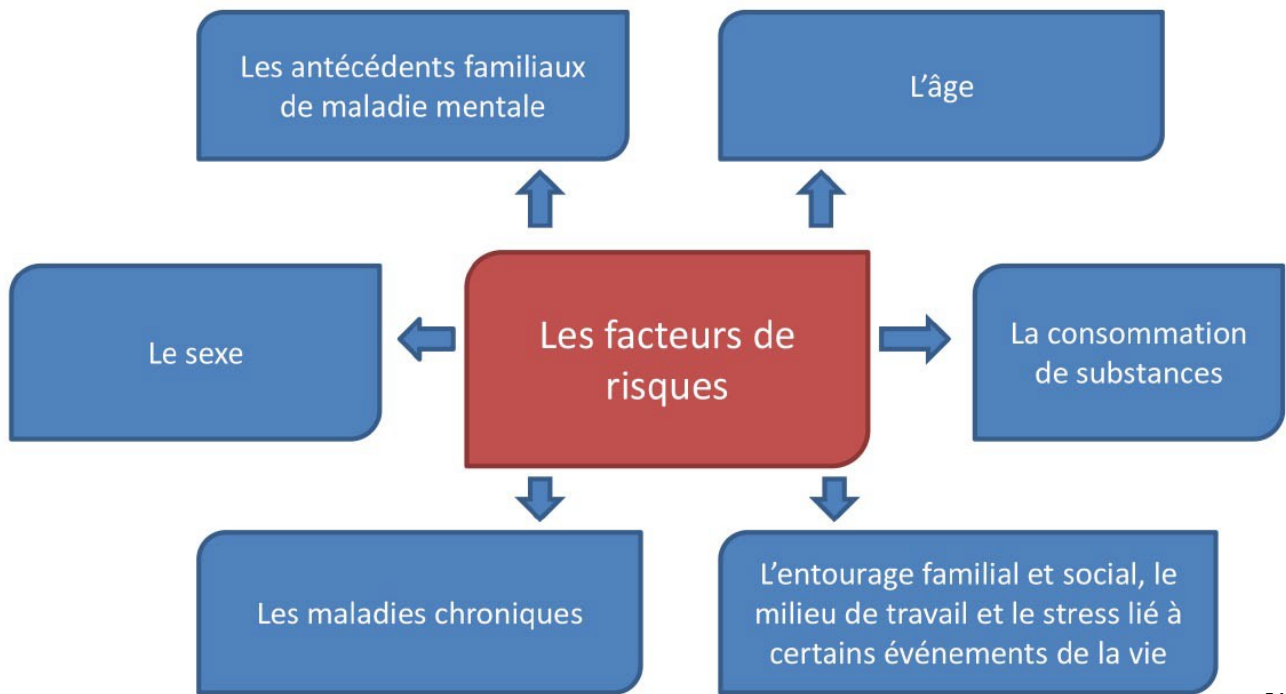 Les antécédents familiaux
de maladie mentale
L'âge
Le sexe
Les facteurs de
risques
La consommation
de substances
Les maladies chroniques
L'entourage familial et social, le
milieu de travail et le stress lié à
certains événements de la vie